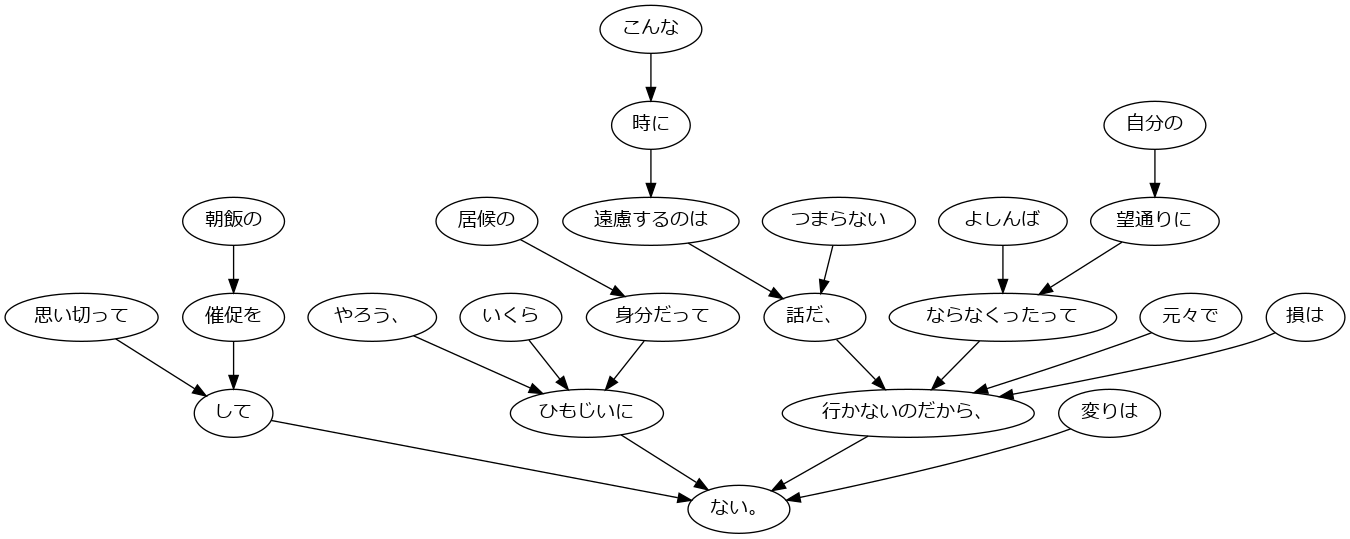 こんな
時に
自分の
朝飯の
居候の
遠慮するのは
つまらない
よしんば
望通りに
思い切って
催促を
やろう、
いくら
身分だって
話だ、
ならなくったって
元々で
損は
して
ひもじいに
行かないのだから、
変りは
ない。